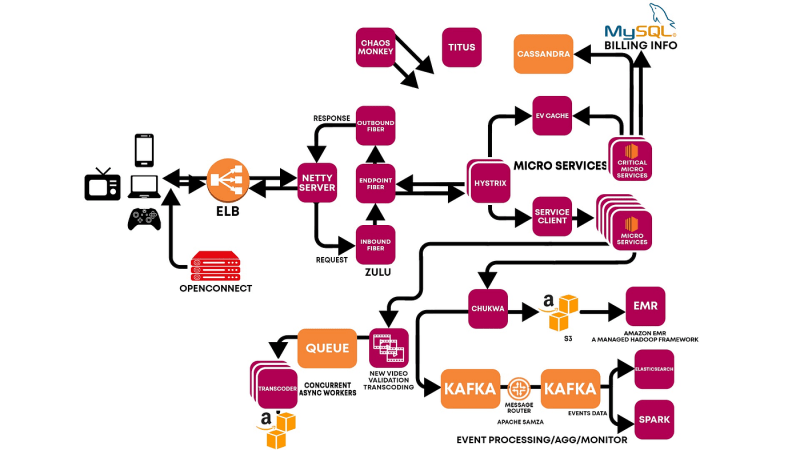 MySQL®
BILLING INFO
CHAOS
MONKEY
TITUS
CASSANDRA
RESPONSE
OUTBOUND
FIBER
EV CACHE
MICRO SERVICES
CRITICAL
MICRO
SERVICES
NETTY
SERVER
ENDPOINT
FIBER
HYSTRIX
ELB
SERVICE
CLIENT
MICRO
SERVICES
INBOUND
FIBER
REQUEST
ZULU
OPENCONNECT
CHUKWA
a
S3
EMR
AMAZON EMR
A MANAGED HADOOP FRAMEWORK
QUEUE
NEW VIDEO
VALIDATION
TRANSCODING
TRANSCODER
CONCURRENT
ASYNC WORKERS
a
KAFKA
MESSAGE
ROUTER
APACHE SAMZA
KAFKA
EVENTS DATA
ELASTICSEARCH
SPARK
EVENT PROCESSING/AGG/MONITOR